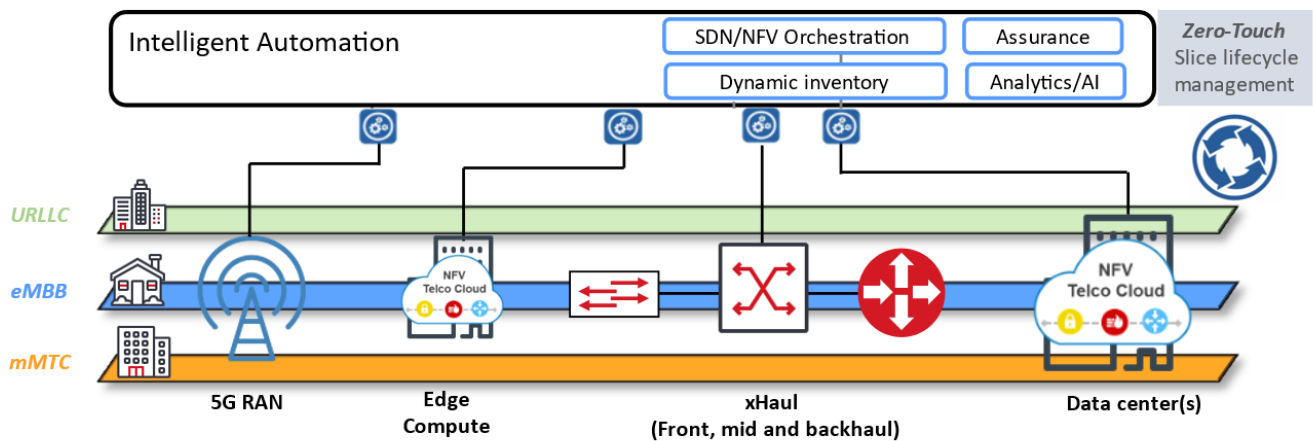 Intelligent Automation
SDN/NFV Orchestration
Assurance
Dynamic inventory
Analytics/AI
Zero-Touch
Slice lifecycle
management
URLLC
eMBB
mMTC
NFV
Telco Cloud
NFV
Telco Cloud
5G RAN
Edge
Compute
xHaul
(Front, mid and backhaul)
Data center(s)